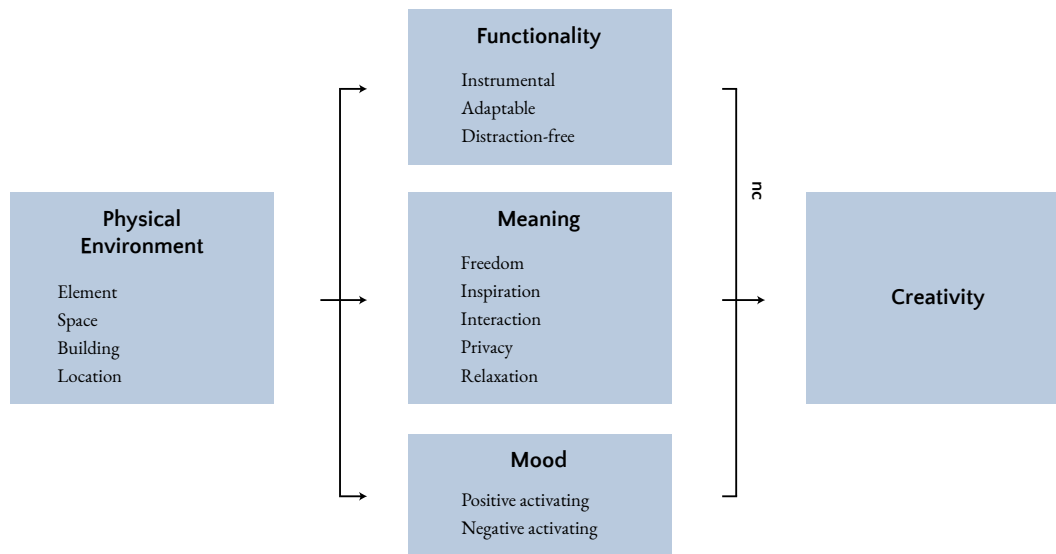 Functionality
Instrumental
Adaptable
Distraction-free
Physical
Environment
Element
Space
Building
Location
Meaning
Freedom
Inspiration
Interaction
Privacy
Relaxation
nc
Creativity
Mood
Positive activating
Negative activating